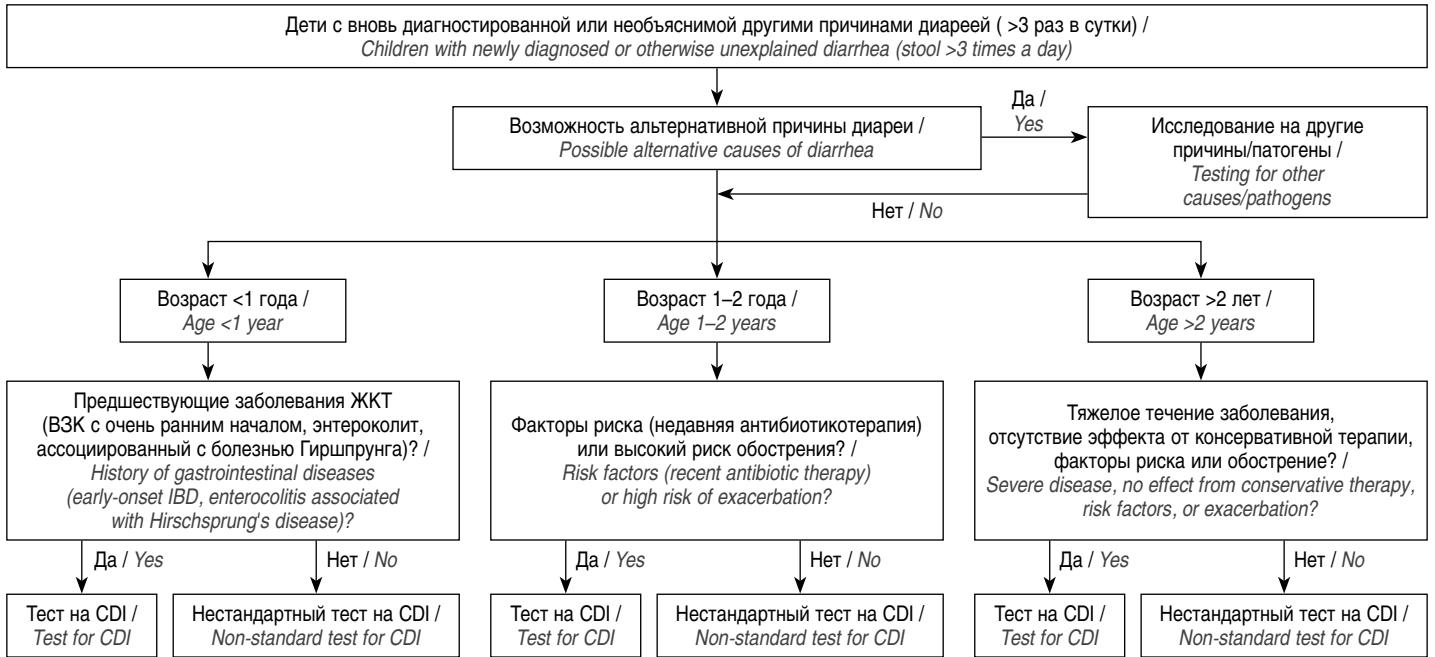 Дети с вновь диагностированной или необъяснимой другими причинами диареей ( >3 раз в сутки) /
Children with newly diagnosed or otherwise unexplained diarrhea (stool >3 times a day)
Возможность альтернативной причины диареи /
Possible alternative causes of diarrhea
Да /
Yes
Исследование на другие
причины/патогены /
Testing for other
causes/pathogens
Нет / No
Возраст <1 года /
Age <1 year
Возраст 1–2 года /
Age 1–2 years
Возраст >2 лет /
Age >2 years
Предшествующие заболевания ЖКТ
(ВЗК с очень ранним началом, энтероколит,
ассоциированный с болезнью Гиршпрунга)? /
History of gastrointestinal diseases
(early-onset IBD, enterocolitis associated
with Hirschsprung's disease)?
Факторы риска (недавняя антибиотикотерапия)
или высокий риск обострения? /
Risk factors (recent antibiotic therapy)
or high risk of exacerbation?
Тяжелое течение заболевания,
отсутствие эффекта от консервативной терапии,
факторы риска или обострение? /
Severe disease, no effect from conservative therapy,
risk factors, or exacerbation?
Да / Yes
Нет / No
Да / Yes
Нет / No
Да / Yes
Нет / No
Тест на CDI /
Test for CDI
Нестандартный тест на CDI /
Non-standard test for CDI
Тест на CDI /
Test for CDI
Нестандартный тест на CDI /
Non-standard test for CDI
Тест на CDI /
Test for CDI
Нестандартный тест на CDI /
Non-standard test for CDI